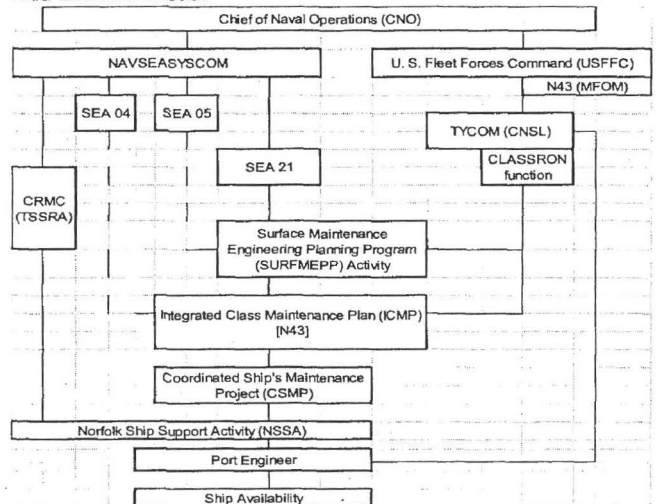 Chief of Naval Operations (CNO)
NAVSEASYSCOM
U. S. Fleet Forces Command (USFFC)
N43 (MFOM)
SEA 04
SEA 05
TYCOM (CNSL)
SEA 21
CLASSRON
function
CRMC
(TSSRA)
Surface Maintenance
Engineering Planning Program
(SURFMEPP) Activity
Integrated Class Maintenance Plan (ICMP)
[N43]
Coordinated Ship's Maintenance
Project (CSMP)
Norfolk Ship Support Activity (NSSA)
Port Engineer
Ship Availability